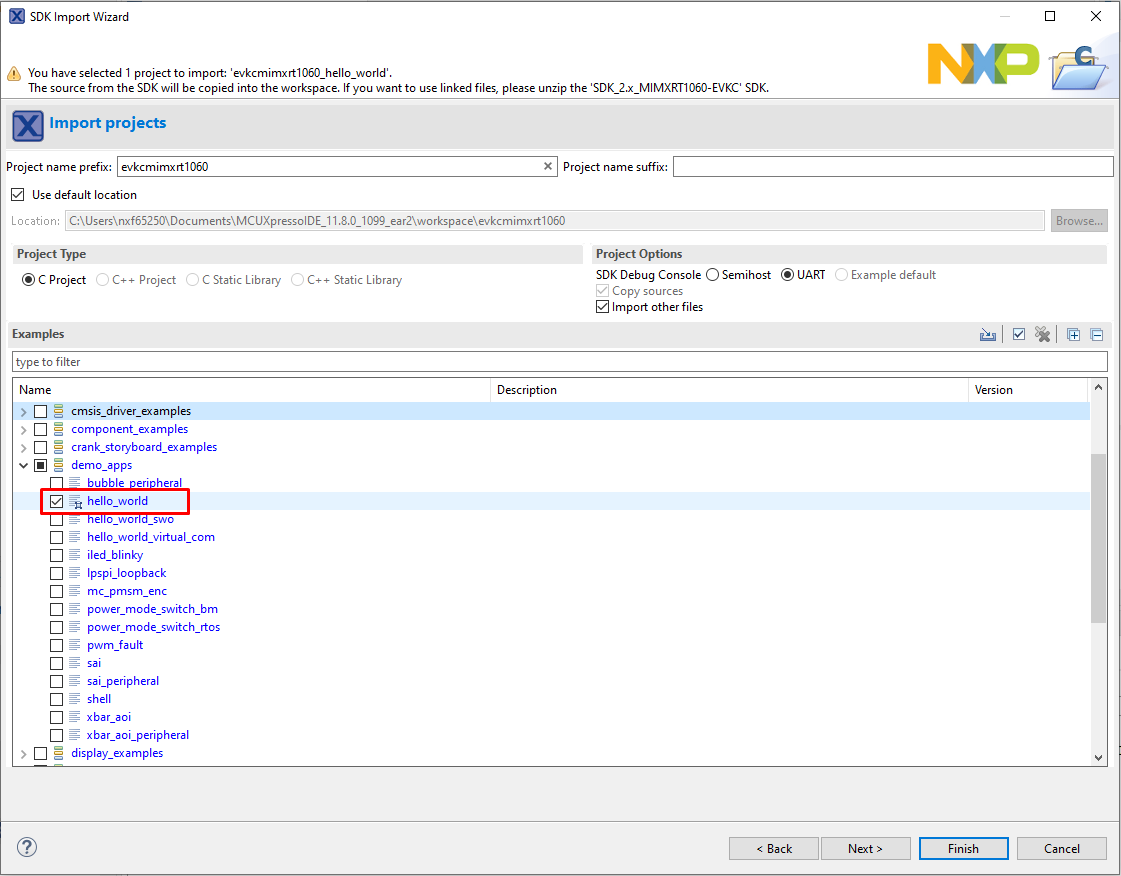 SDK Import Wizard
You have selected 1 project to import: 'evkcmimxrt1060_hello_world'.
The source from the SDK will be copied into the workspace. If you want to use linked files, please unzip the 'SDK_2.x_MIMXRT1060-EVKC' SDK.
NXP
C
Import projects
Project name prefix: evkcmimxrt1060 Project name suffix:
Use default location
Location: C:\Users\nxf65250\Documents\MCUXpressoIDE_11.8.0_1099_ear2\workspace\evkcmimxrt1060 Browse...
Project Type Project Options
C Project C++ Project C Static Library C++ Static Library SDK Debug Console Semihost UART Example default
Copy sources
Import other files
Examples
type to filter
Name Description Version
cmsis_driver_examples
component_examples
crank_storyboard_examples
demo_apps
bubble_peripheral
hello_world
hello_world_swo
hello_world_virtual_com
iled_blinky
lpspi_loopback
mc_pmsm_enc
power_mode_switch_bm
power_mode_switch_rtos
pwm_fault
sai
sai_peripheral
shell
xbar_aoi
xbar_aoi_peripheral
display_examples
? < Back Next > Finish Cancel